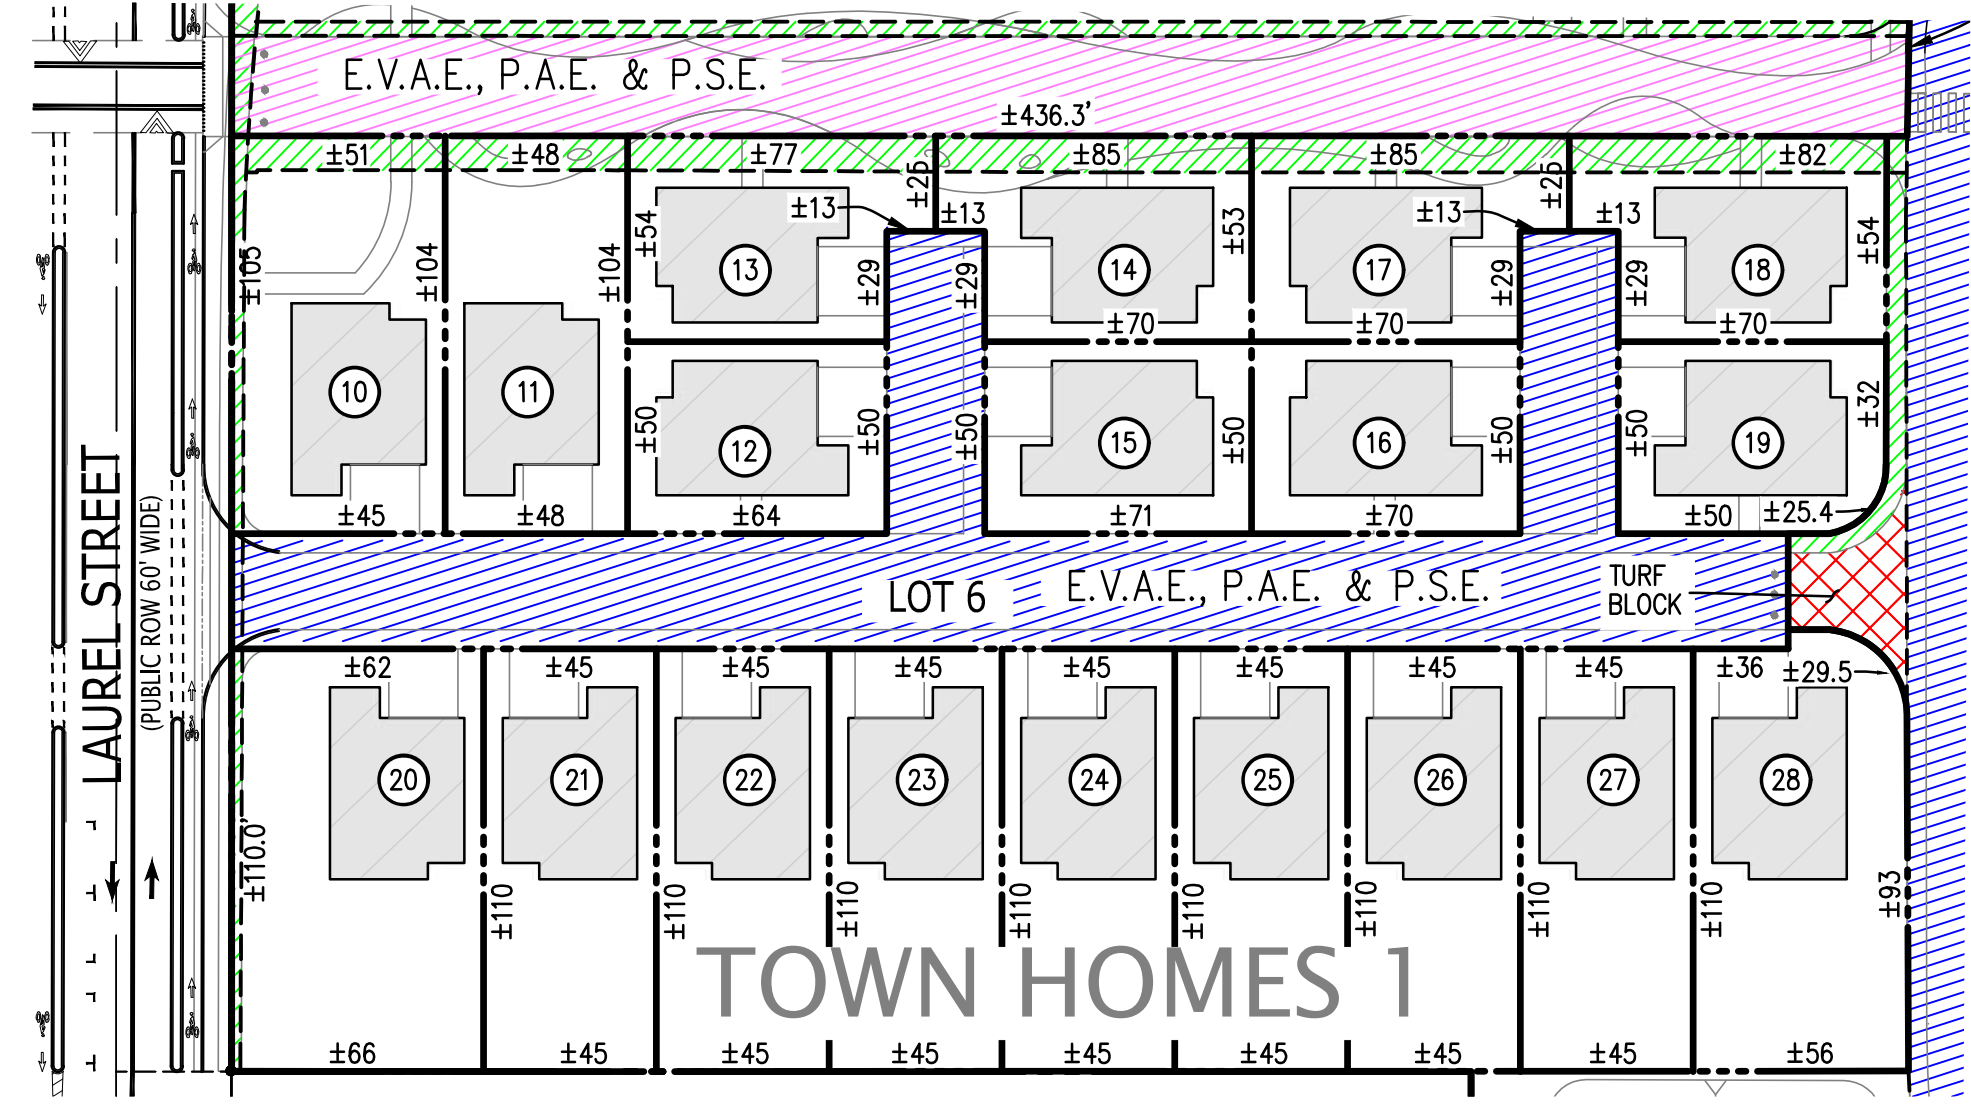 E.V.A.E., P.A.E. & P.S.E.
±436.3'
±51 ±48 ±77 ±25 ±85 ±85 ±25 ±82
±13 ±13 ±13 ±13
±105 ±104 ±104 ±54 ±29 ±29 ±53 ±29 ±29 ±54
13 14 17 18
±70 ±70 ±70
10 11 12 15 16 19
±50 ±50 ±50 ±50 ±50 ±50 ±32
±45 ±48 ±64 ±71 ±70 ±50 ±25.4
LAUREL STREET
(PUBLIC ROW 60' WIDE)
LOT 6
E.V.A.E., P.A.E. & P.S.E.
TURF
BLOCK
±62 ±45 ±45 ±45 ±45 ±45 ±45 ±45 ±36 ±29.5
20 21 22 23 24 25 26 27 28
±110.0' ±110 ±110 ±110 ±110 ±110 ±110 ±110 ±110 ±93
TOWN HOMES 1
±66 ±45 ±45 ±45 ±45 ±45 ±45 ±45 ±56